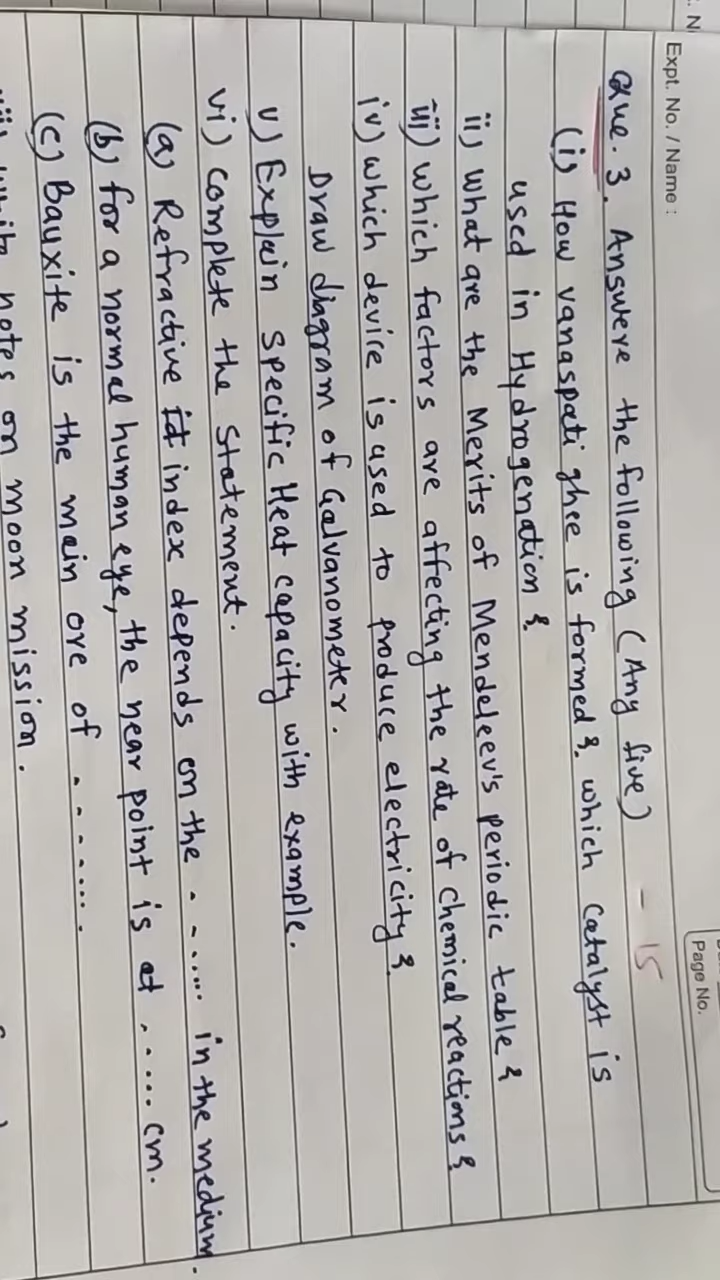 . N
Expt. No. / Name :
Page No.
Que. 3. Answere the following (Any five) - 15
(i) How vanaspati ghee is formed?. which catalyst is
used in Hydrogenation ?.
ii) what are the Merits of Mendeleev's periodic table ?
iii) which factors are affecting the rate of chemical reactions ?
iv) which device is used to produce electricity ?.
Draw diagram of Galvanometer.
v) Explain specific Heat capacity with example.
vi) complete the statement.
(a) Refractive index depends on the ....... in the medium.
(b) for a normal human eye, the near point is at ...... cm.
(c) Bauxite is the main ore of .........
notes on moon mission.